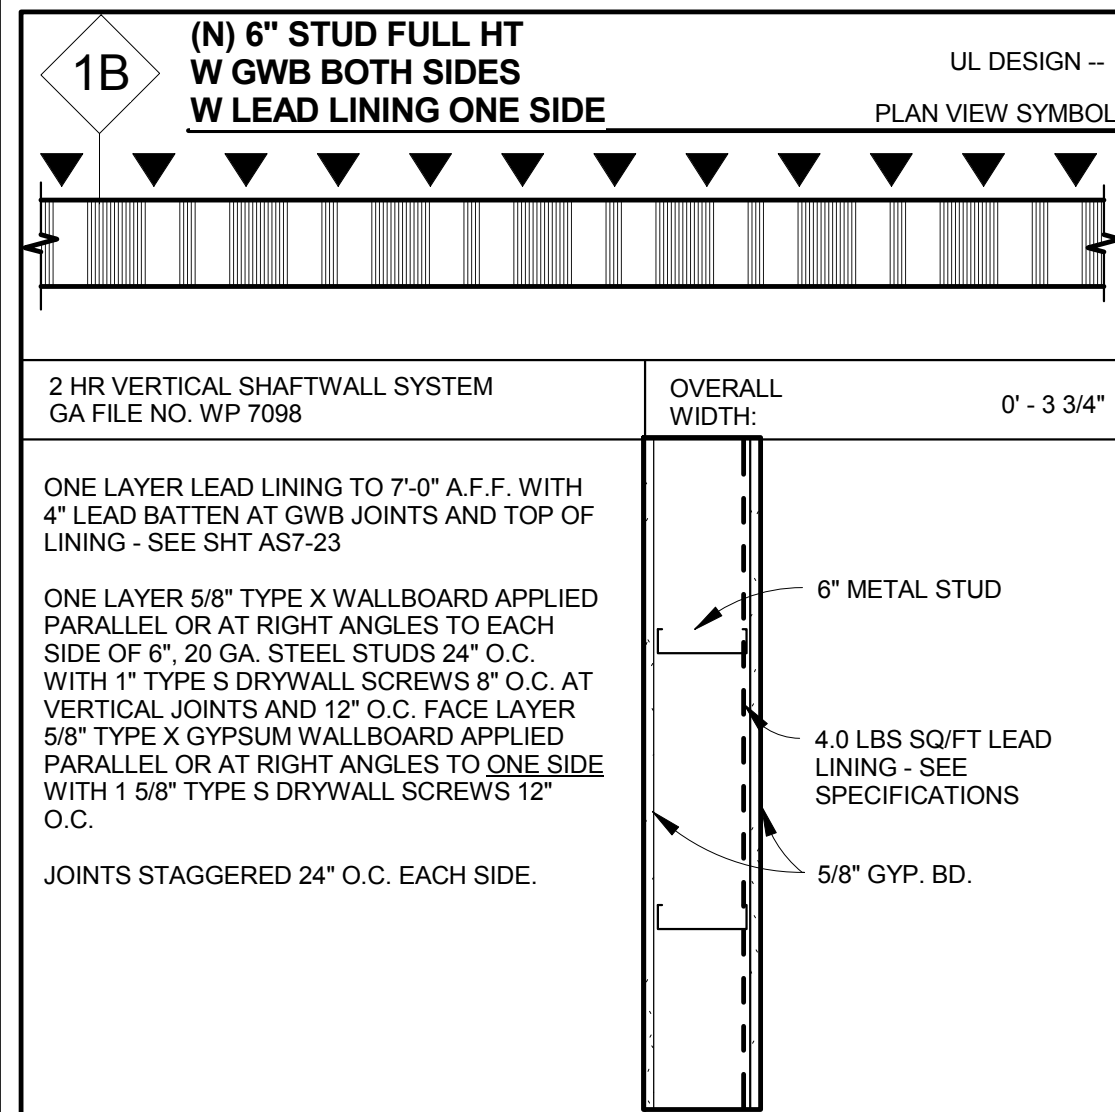 1B
(N) 6" STUD FULL HT
W GWB BOTH SIDES
W LEAD LINING ONE SIDE
UL DESIGN --
PLAN VIEW SYMBOL
2 HR VERTICAL SHAFTWALL SYSTEM
GA FILE NO. WP 7098
OVERALL
WIDTH:
0' - 3 3/4"
ONE LAYER LEAD LINING TO 7'-0" A.F.F. WITH
4" LEAD BATTEN AT GWB JOINTS AND TOP OF
LINING - SEE SHT AS7-23
ONE LAYER 5/8" TYPE X WALLBOARD APPLIED
PARALLEL OR AT RIGHT ANGLES TO EACH
SIDE OF 6", 20 GA. STEEL STUDS 24" O.C.
WITH 1" TYPE S DRYWALL SCREWS 8" O.C. AT
VERTICAL JOINTS AND 12" O.C. FACE LAYER
5/8" TYPE X GYPSUM WALLBOARD APPLIED
PARALLEL OR AT RIGHT ANGLES TO ONE SIDE
WITH 1 5/8" TYPE S DRYWALL SCREWS 12"
O.C.
JOINTS STAGGERED 24" O.C. EACH SIDE.
6" METAL STUD
4.0 LBS SQ/FT LEAD
LINING - SEE
SPECIFICATIONS
5/8" GYP. BD.